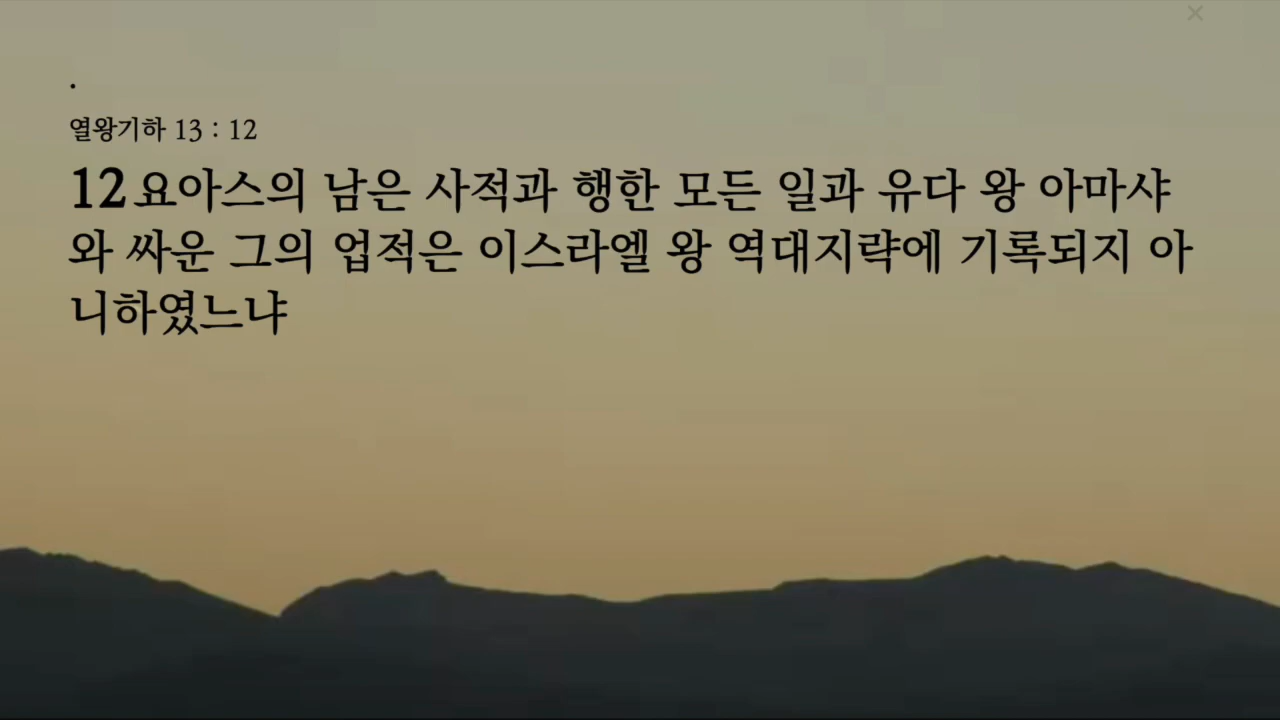 .
열왕기하 13 : 12
12요아스의 남은 사적과 행한 모든 일과 유다 왕 아마샤
와 싸운 그의 업적은 이스라엘 왕 역대지략에 기록되지 아
니하였느냐